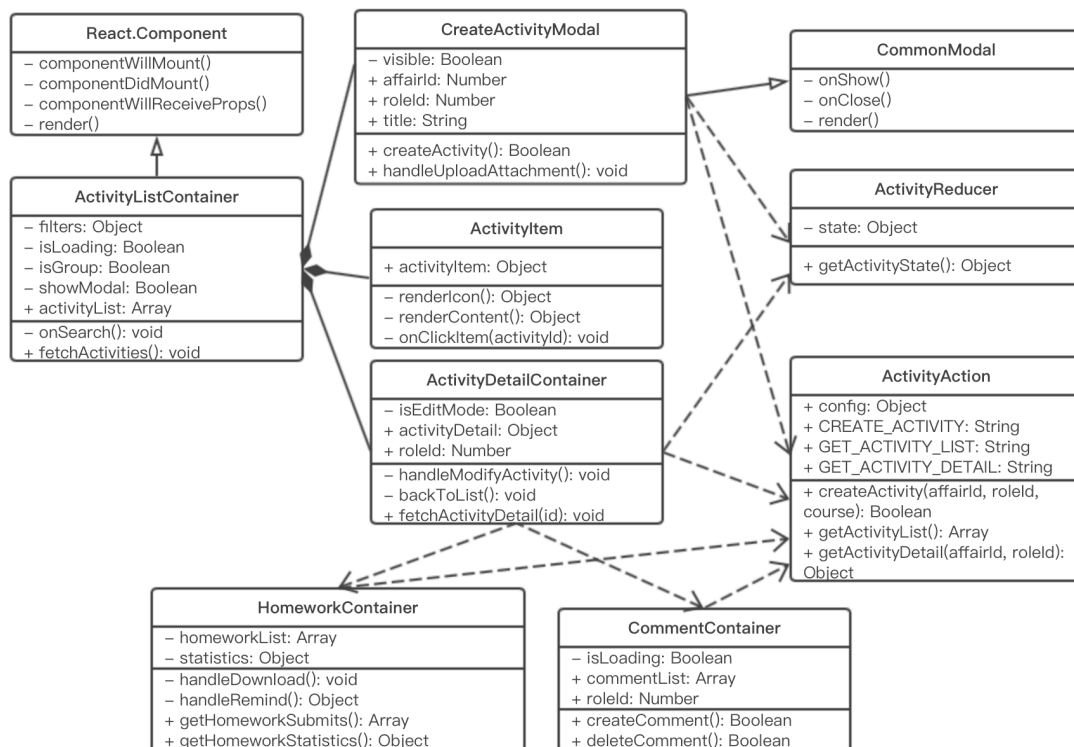 React.Component
– componentWillMount()
– componentDidMount()
– componentWillReceiveProps()
– render()
CreateActivityModal
– visible: Boolean
+ affairId: Number
+ roleId: Number
+ title: String
+ createActivity(): Boolean
+ handleUploadAttachment(): void
CommonModal
– onShow()
– onClose()
– render()
ActivityListContainer
– filters: Object
– isLoading: Boolean
– isGroup: Boolean
– showModal: Boolean
+ activityList: Array
– onSearch(): void
+ fetchActivities(): void
ActivityItem
+ activityItem: Object
– renderIcon(): Object
– renderContent(): Object
– onClickItem(activityId): void
ActivityReducer
– state: Object
+ getActivityState(): Object
ActivityDetailContainer
– isEditMode: Boolean
+ activityDetail: Object
+ roleId: Number
– handleModifyActivity(): void
– backToList(): void
+ fetchActivityDetail(id): void
ActivityAction
+ config: Object
+ CREATE_ACTIVITY: String
+ GET_ACTIVITY_LIST: String
+ GET_ACTIVITY_DETAIL: String
+ createActivity(affairId, roleId,
course): Boolean
+ getActivityList(): Array
+ getActivityDetail(affairId, roleId):
Object
HomeworkContainer
– homeworkList: Array
– statistics: Object
– handleDownload(): void
– handleRemind(): Object
+ getHomeworkSubmits(): Array
+ getHomeworkStatistics(): Object
CommentContainer
– isLoading: Boolean
+ commentList: Array
+ roleId: Number
+ createComment(): Boolean
+ deleteComment(): Boolean